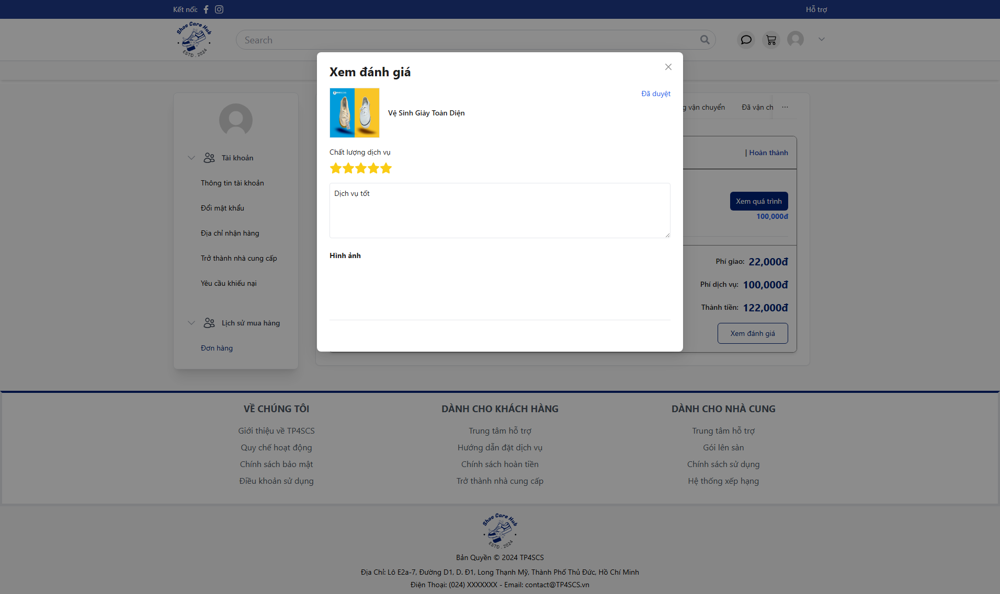 Kết nối:
Hỗ trợ
Shoe Care Hub
ESTD . 2024
Search
Xem đánh giá
Đã duyệt
Vệ Sinh Giày Toàn Diện
Chất lượng dịch vụ
Dịch vụ tốt
Hình ảnh
Tài khoản
Thông tin tài khoản
Đổi mật khẩu
Địa chỉ nhận hàng
Trở thành nhà cung cấp
Yêu cầu khiếu nại
Lịch sử mua hàng
Đơn hàng
g vận chuyển
Đã vận ch
...
| Hoàn thành
Xem quá trình
100,000đ
Phí giao: 22,000đ
Phí dịch vụ: 100,000đ
Thành tiền: 122,000đ
Xem đánh giá
VỀ CHÚNG TÔI
Giới thiệu về TP4SCS
Quy chế hoạt động
Chính sách bảo mật
Điều khoản sử dụng
DÀNH CHO KHÁCH HÀNG
Trung tâm hỗ trợ
Hướng dẫn đặt dịch vụ
Chính sách hoàn tiền
Trở thành nhà cung cấp
DÀNH CHO NHÀ CUNG
Trung tâm hỗ trợ
Gói lên sàn
Chính sách sử dụng
Hệ thống xếp hạng
Shoe Care Hub
ESTD . 2024
Bản Quyền © 2024 TP4SCS
Địa Chỉ: Lô E2a-7, Đường D1, D. Đ1, Long Thạnh Mỹ, Thành Phố Thủ Đức, Hồ Chí Minh
Điện Thoại: (024) XXXXXXX - Email: contact@TP4SCS.vn